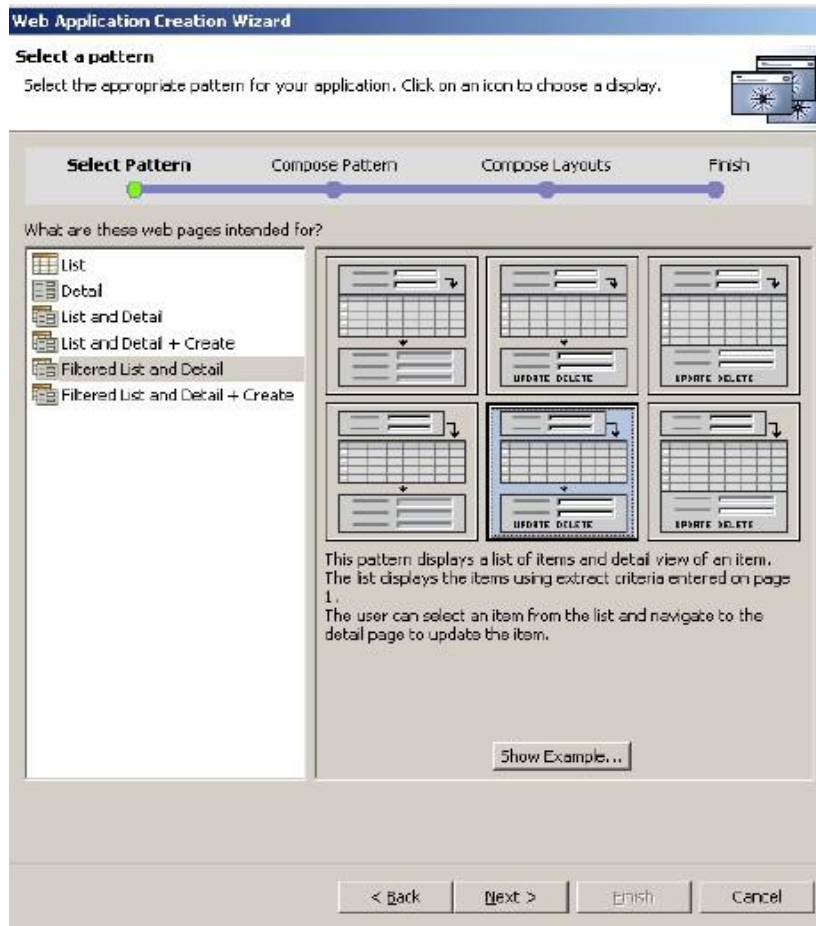 Web Application Creation Wizard
Select a pattern
Select the appropriate pattern for your application. Click on an icon to choose a display.
Select Pattern Compose Pattern Compose Layouts Finish
What are these web pages intended for?
List
Detail
List and Detail
List and Detail + Create
Filtered List and Detail
Filtered List and Detail + Create
UPDATE DELETE
UPDATE DELETE
UPDATE DELETE
UPDATE DELETE
This pattern displays a list of items and detail view of an item.
The list displays the items using extract criteria entered on page
1.
The user can select an item from the list and navigate to the
detail page to update the item.
Show Example...
< Back Next > Finish Cancel